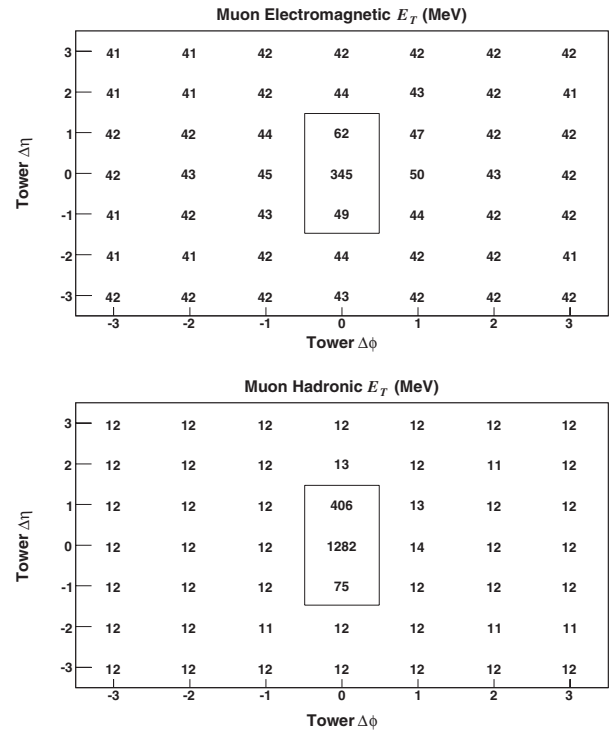 Muon Electromagnetic E_T (MeV)
3 41 41 42 42 42 42 42
2 41 41 42 44 43 42 41
1 42 42 44 62 47 42 42
0 42 43 45 345 50 43 42
-1 41 42 43 49 44 42 42
-2 41 41 42 44 42 42 41
-3 42 42 42 43 42 42 42
-3 -2 -1 0 1 2 3
Tower Δη
Tower Δϕ
Muon Hadronic E_T (MeV)
3 12 12 12 12 12 12 12
2 12 12 12 13 12 11 12
1 12 12 12 406 13 12 12
0 12 12 12 1282 14 12 12
-1 12 12 12 75 12 12 12
-2 12 12 11 12 12 11 11
-3 12 12 12 12 12 12 12
-3 -2 -1 0 1 2 3
Tower Δη
Tower Δϕ